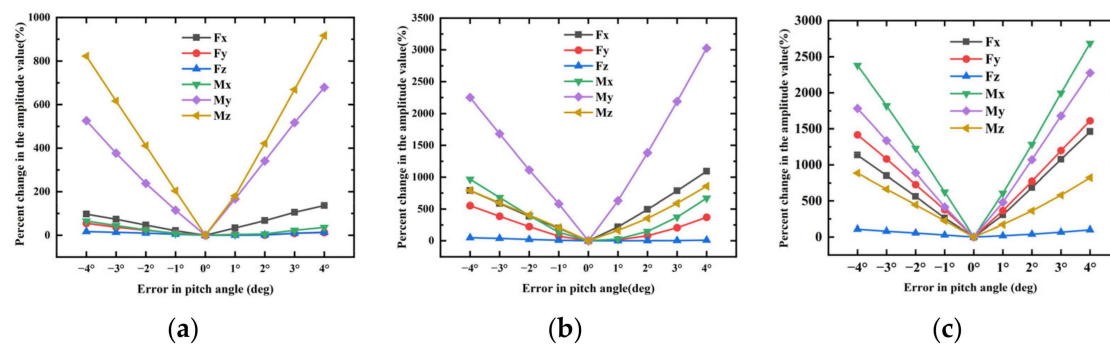 Percent change in the amplitude value(%)
1000
800
600
400
200
0
Fx
Fy
Fz
Mx
My
Mz
−4° −3° −2° −1° 0° 1° 2° 3° 4°
Error in pitch angle (deg)
(a)
Percent change in the amplitude value(%)
3500
3000
2500
2000
1500
1000
500
0
Fx
Fy
Fz
Mx
My
Mz
−4° −3° −2° −1° 0° 1° 2° 3° 4°
Error in pitch angle(deg)
(b)
Percent change in the amplitude value(%)
3000
2500
2000
1500
1000
500
0
Fx
Fy
Fz
Mx
My
Mz
−4° −3° −2° −1° 0° 1° 2° 3° 4°
Error in pitch angle (deg)
(c)